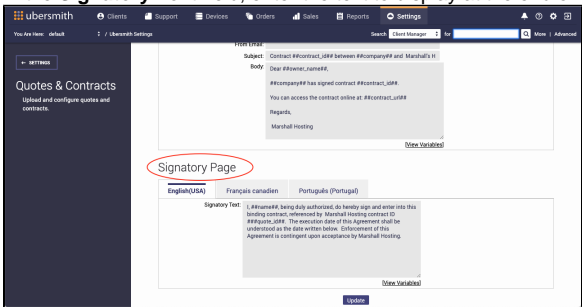 ubersmith
Clients Support Devices Orders Sales Reports Settings
You Are Here: default / Ubersmith Settings Search Client Manager for More | Advanced
← SETTINGS
Quotes & Contracts
Upload and configure quotes and
contracts.
From Email:
Subject: Contract ##contract_id## between ##company## and Marshall's H
Body: Dear ##owner_name##,
##company## has signed contract ##contract_id##.
You can access the contract online at: ##contract_url##
Regards,
Marshall Hosting
[View Variables]
Signatory Page
English(USA) Français canadien Português (Portugal)
Signatory Text: I, ##name##, being duly authorized, do hereby sign and enter into this
binding contract, referenced by Marshall Hosting contract ID
###quote_id##. The execution date of this Agreement shall be
understood as the date written below. Enforcement of this
Agreement is contingent upon acceptance by Marshall Hosting.
[View Variables]
Update